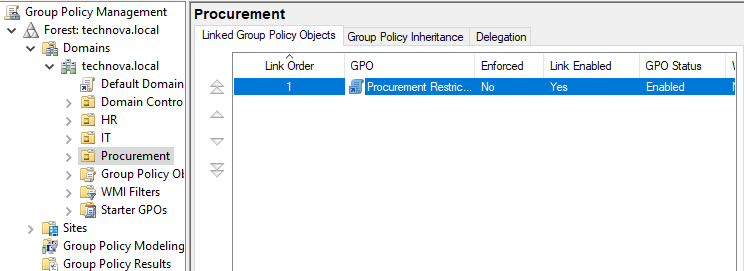 Group Policy Management
Forest: technova.local
Domains
technova.local
Default Domain
Domain Contro
HR
IT
Procurement
Group Policy Ob
WMI Filters
Starter GPOs
Sites
Group Policy Modeling
Group Policy Results
Procurement
Linked Group Policy Objects Group Policy Inheritance Delegation
Link Order GPO Enforced Link Enabled GPO Status
1 Procurement Restric... No Yes Enabled